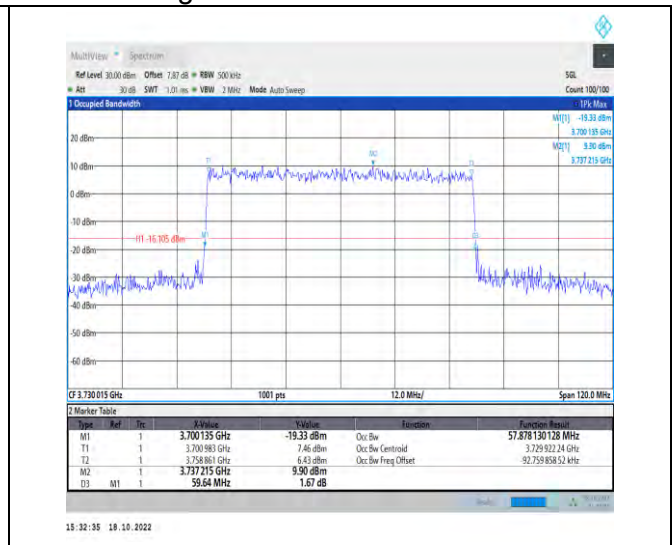 MultiView Spectrum
Ref Level 30.00 dBm Offset 7.87 dB RBW 500 kHz SGL
Att 30 dB SWT 1.01 ms VBW 2 MHz Mode Auto Sweep Count 100/100
1 Occupied Bandwidth 1Pk Max
M1[1] -19.33 dBm
3.700 135 GHz
M2[1] 9.90 dBm
3.737 215 GHz
20 dBm
10 dBm
0 dBm
-10 dBm
-20 dBm
-30 dBm
-40 dBm
-50 dBm
-60 dBm
T1
M2
M1
H1 -16.105 dBm
D3
CF 3.730 015 GHz 1001 pts 12.0 MHz/ Span 120.0 MHz
2 Marker Table
Type Ref Trc X-Value Y-Value Function Function Result
M1 1 3.700135 GHz -19.33 dBm Occ Bw 57.878 130 128 MHz
T1 1 3.700 983 GHz 7.46 dBm Occ Bw Centroid 3.729 922 24 GHz
T2 1 3.758 861 GHz 6.43 dBm Occ Bw Freq Offset -92.759 858 52 kHz
M2 1 3.737215 GHz 9.90 dBm
D3 M1 1 59.64 MHz 1.67 dB
15:32:35 18.10.2022